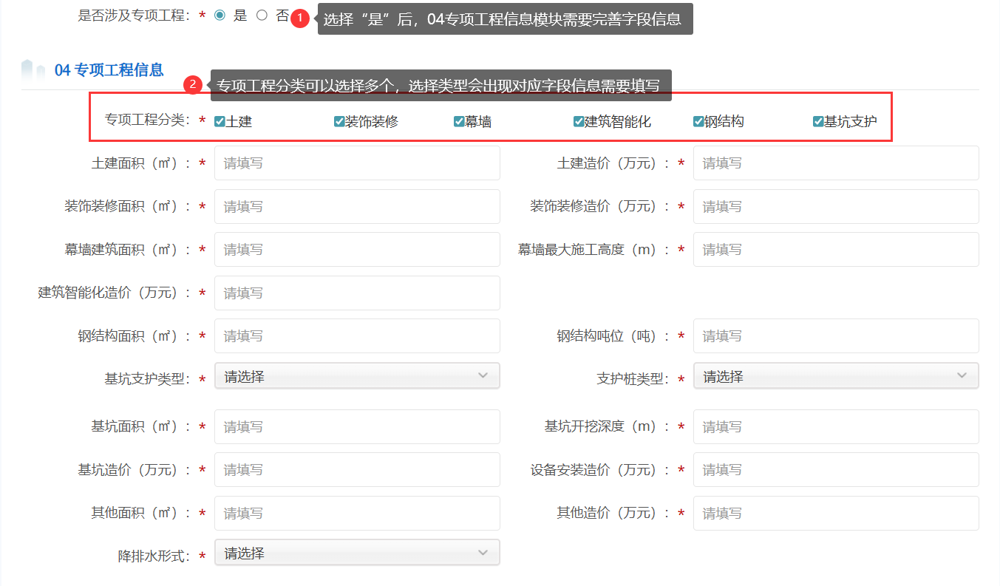 是否涉及专项工程：* 是 否 1 选择“是”后，04专项工程信息模块需要完善字段信息
04 专项工程信息
2 专项工程分类可以选择多个，选择类型会出现对应字段信息需要填写
专项工程分类：* 土建 装饰装修 幕墙 建筑智能化 钢结构 基坑支护
土建面积（㎡）：* 请填写 土建造价（万元）：* 请填写
装饰装修面积（㎡）：* 请填写 装饰装修造价（万元）：* 请填写
幕墙建筑面积（㎡）：* 请填写 幕墙最大施工高度（m）：* 请填写
建筑智能化造价（万元）：* 请填写
钢结构面积（㎡）：* 请填写 钢结构吨位（吨）：* 请填写
基坑支护类型：* 请选择 支护桩类型：* 请选择
基坑面积（㎡）：* 请填写 基坑开挖深度（m）：* 请填写
基坑造价（万元）：* 请填写 设备安装造价（万元）：* 请填写
其他面积（㎡）：* 请填写 其他造价（万元）：* 请填写
降排水形式：* 请选择